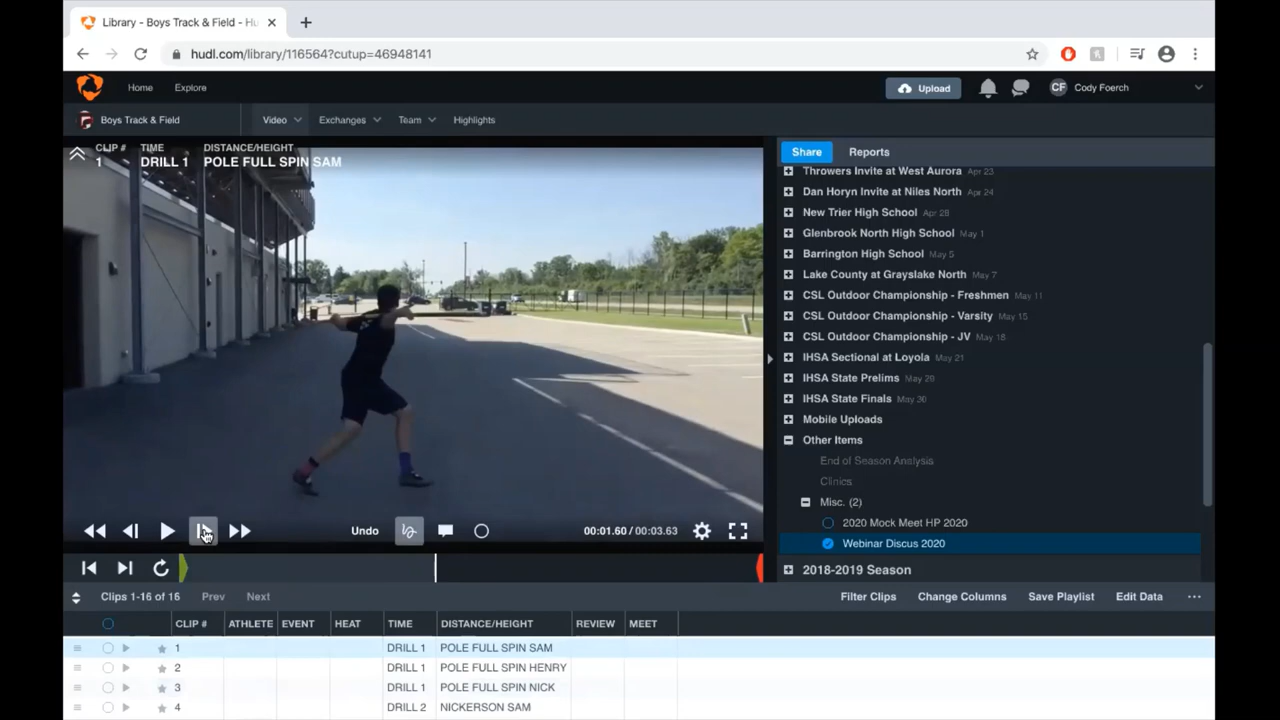 Library - Boys Track & Field - Hu
hudl.com/library/116564?cutup=46948141
Home
Explore
Upload
CF
Cody Foerch
Boys Track & Field
Video
Exchanges
Team
Highlights
CLIP #
TIME
DISTANCE/HEIGHT
1
DRILL 1
POLE FULL SPIN SAM
Share
Reports
Throwers Invite at West Aurora Apr 23
Dan Horyn Invite at Niles North Apr 24
New Trier High School Apr 28
Glenbrook North High School May 1
Barrington High School May 5
Lake County at Grayslake North May 7
CSL Outdoor Championship - Freshmen May 11
CSL Outdoor Championship - Varsity May 15
CSL Outdoor Championship - JV May 18
IHSA Sectional at Loyola May 21
IHSA State Prelims May 29
IHSA State Finals May 30
Mobile Uploads
Other Items
End of Season Analysis
Clinics
Misc. (2)
2020 Mock Meet HP 2020
Webinar Discus 2020
2018-2019 Season
Undo
00:01.60 / 00:03.63
Clips 1-16 of 16
Prev
Next
Filter Clips
Change Columns
Save Playlist
Edit Data
CLIP # ATHLETE EVENT HEAT TIME DISTANCE/HEIGHT REVIEW MEET
1 DRILL 1 POLE FULL SPIN SAM
2 DRILL 1 POLE FULL SPIN HENRY
3 DRILL 1 POLE FULL SPIN NICK
4 DRILL 2 NICKERSON SAM